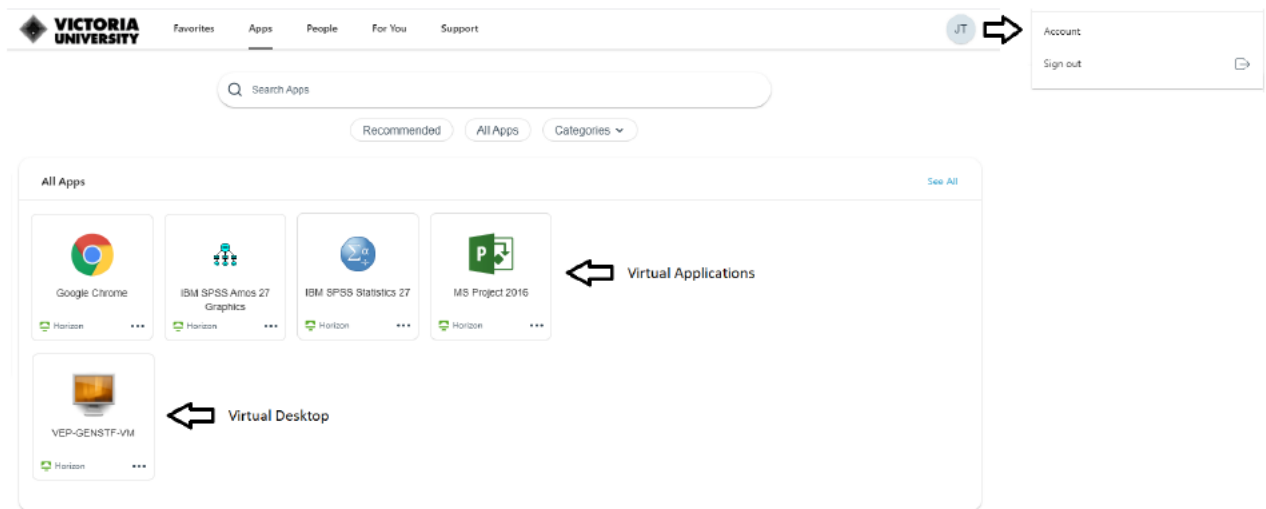 VICTORIA
UNIVERSITY
Favorites Apps People For You Support
JT
Account
Sign out
Search Apps
Recommended All Apps Categories
All Apps
See All
Google Chrome
Horizon
IBM SPSS Amos 27
Graphics
Horizon
IBM SPSS Statistics 27
Horizon
P
MS Project 2016
Horizon
Virtual Applications
VEP-GENSTF-VM
Horizon
Virtual Desktop